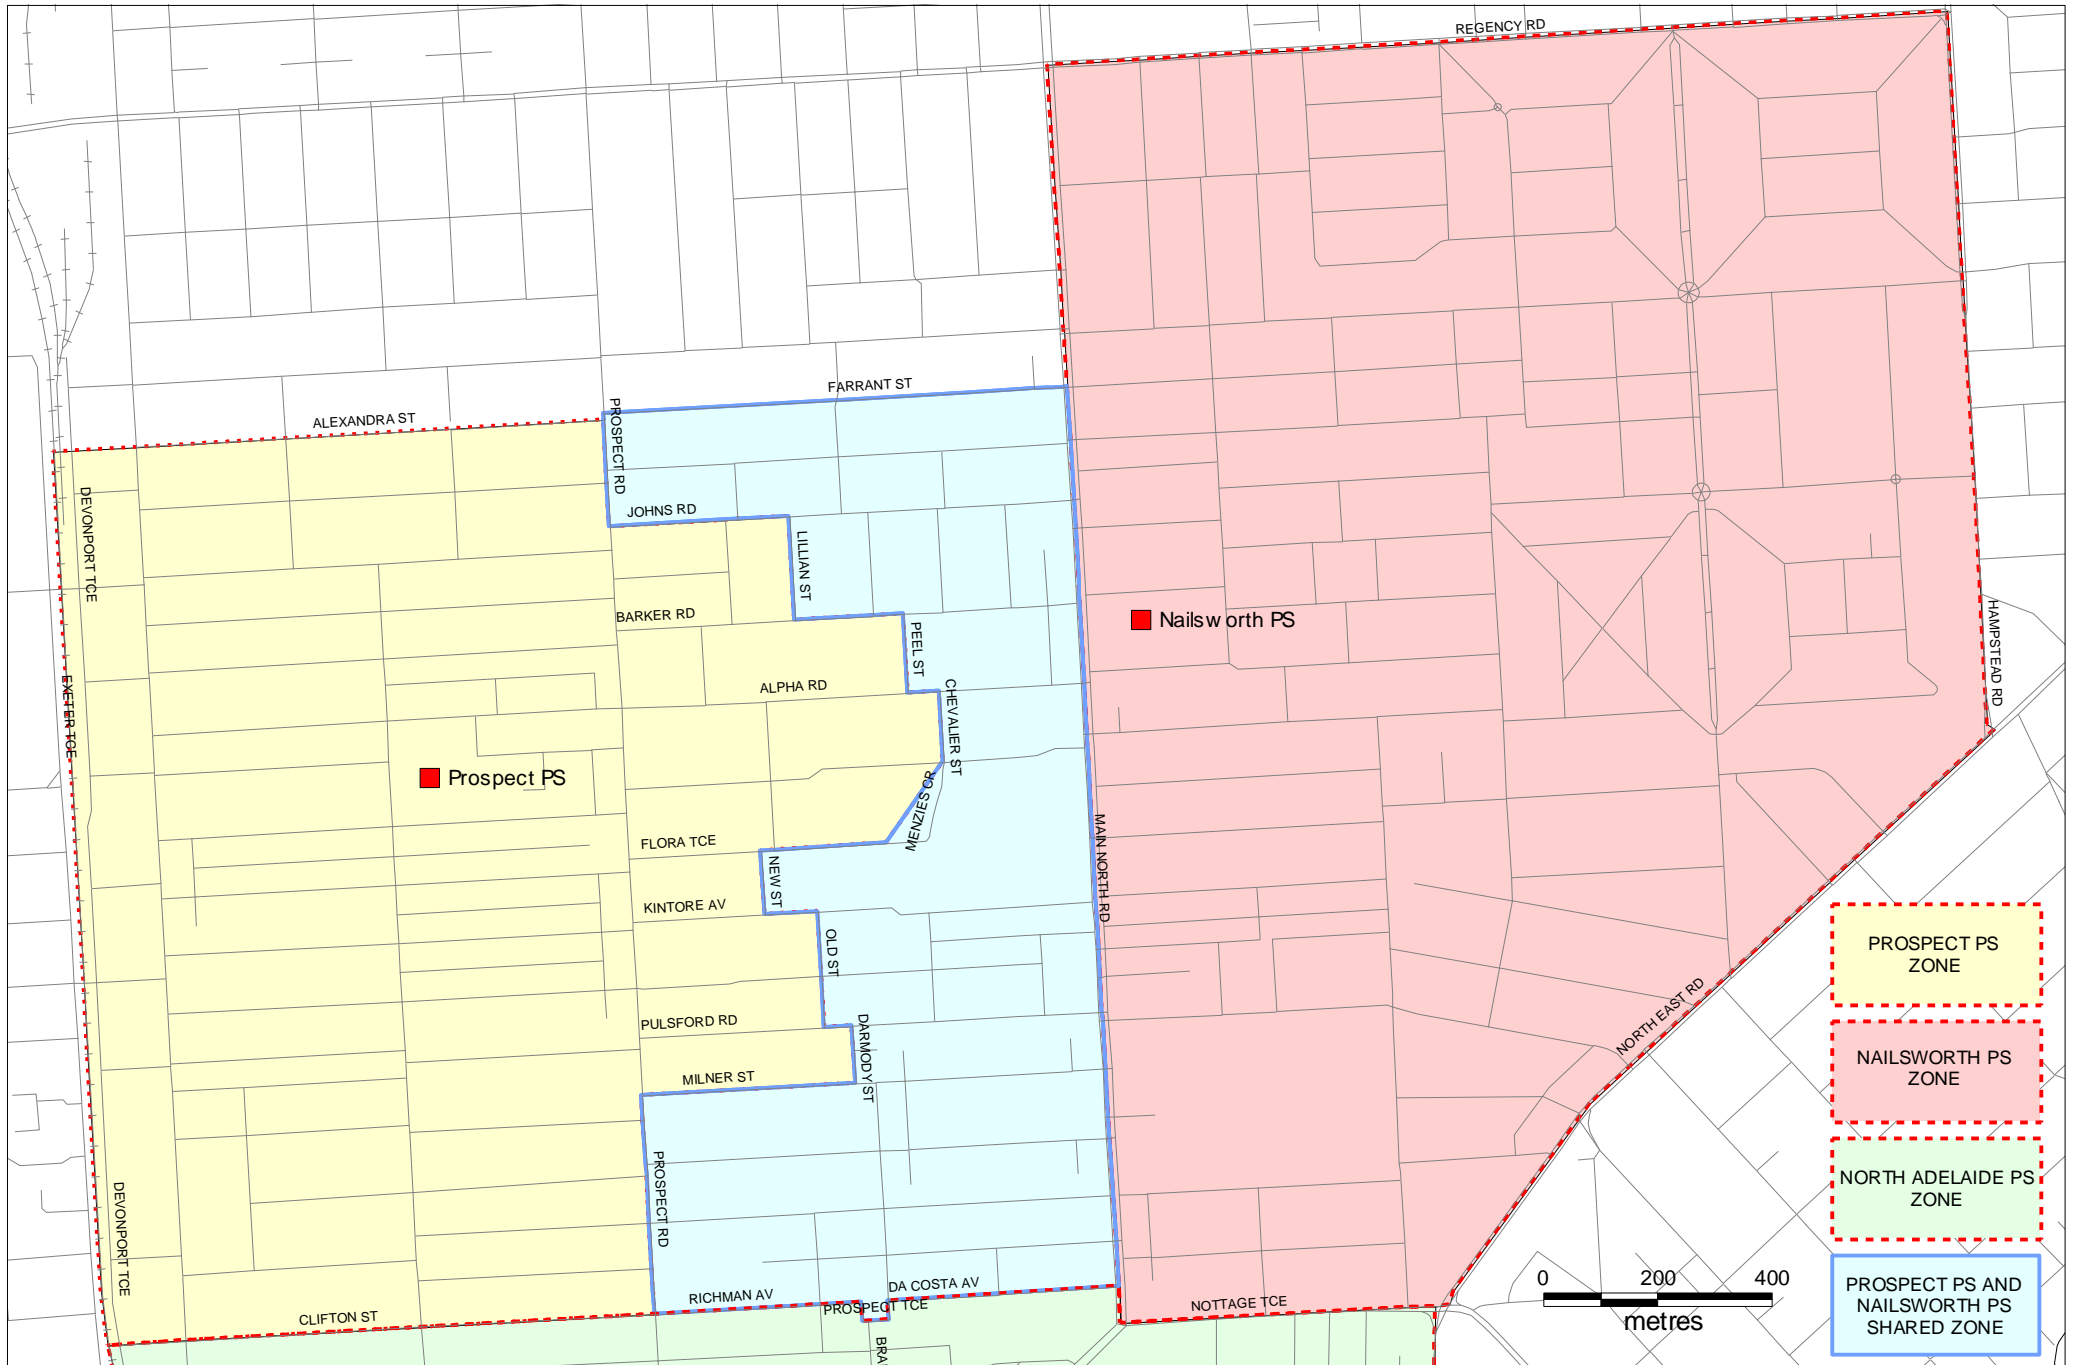 REGENCY RD
FARRANT ST
ALEXANDRA ST
PROSPECT RD
DEVONPORT TCE
JOHNS RD
LILLIAN ST
BARKER RD
PEEL ST
Nailsworth PS
HAMPSTEAD RD
EXETER TCE
ALPHA RD
CHEVALIER ST
Prospect PS
MENZIES CR
FLORA TCE
MAIN NORTH RD
NEW ST
KINTORE AV
OLD ST
PROSPECT PS
ZONE
NORTH EAST RD
PULSFORD RD
DARMODY ST
MILNER ST
NAILSWORTH PS
ZONE
PROSPECT RD
DEVONPORT TCE
NORTH ADELAIDE PS
ZONE
RICHMAN AV
DA COSTA AV
PROSPECT TCE
NOTTAGE TCE
CLIFTON ST
0 200 400
metres
PROSPECT PS AND
NAILSWORTH PS
SHARED ZONE